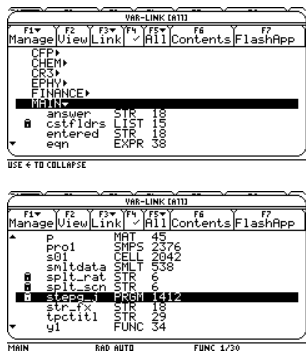 VAR-LINK [All]
F1▾ Manage F2 View F3▾ Link F4 ✓ F5▾ All F6 Contents F7 FlashApp
CFP▸
CHEM▸
CR3▸
EPHY▸
FINANCE▸
MAIN▾
answer STR 18
cstfldrs LIST 15
entered STR 18
eqn EXPR 38
USE ← TO COLLAPSE
VAR-LINK [All]
F1▾ Manage F2 View F3▾ Link F4 ✓ F5▾ All F6 Contents F7 FlashApp
p MAT 45
pro1 SMPS 2376
s01 CELL 2042
smltdata SMLT 538
splt_rat STR 6
splt_scn STR 6
stepg_j PRGM 1412
str_fx STR 18
tpctitl STR 29
y1 FUNC 34
MAIN RAD AUTO FUNC 1/30